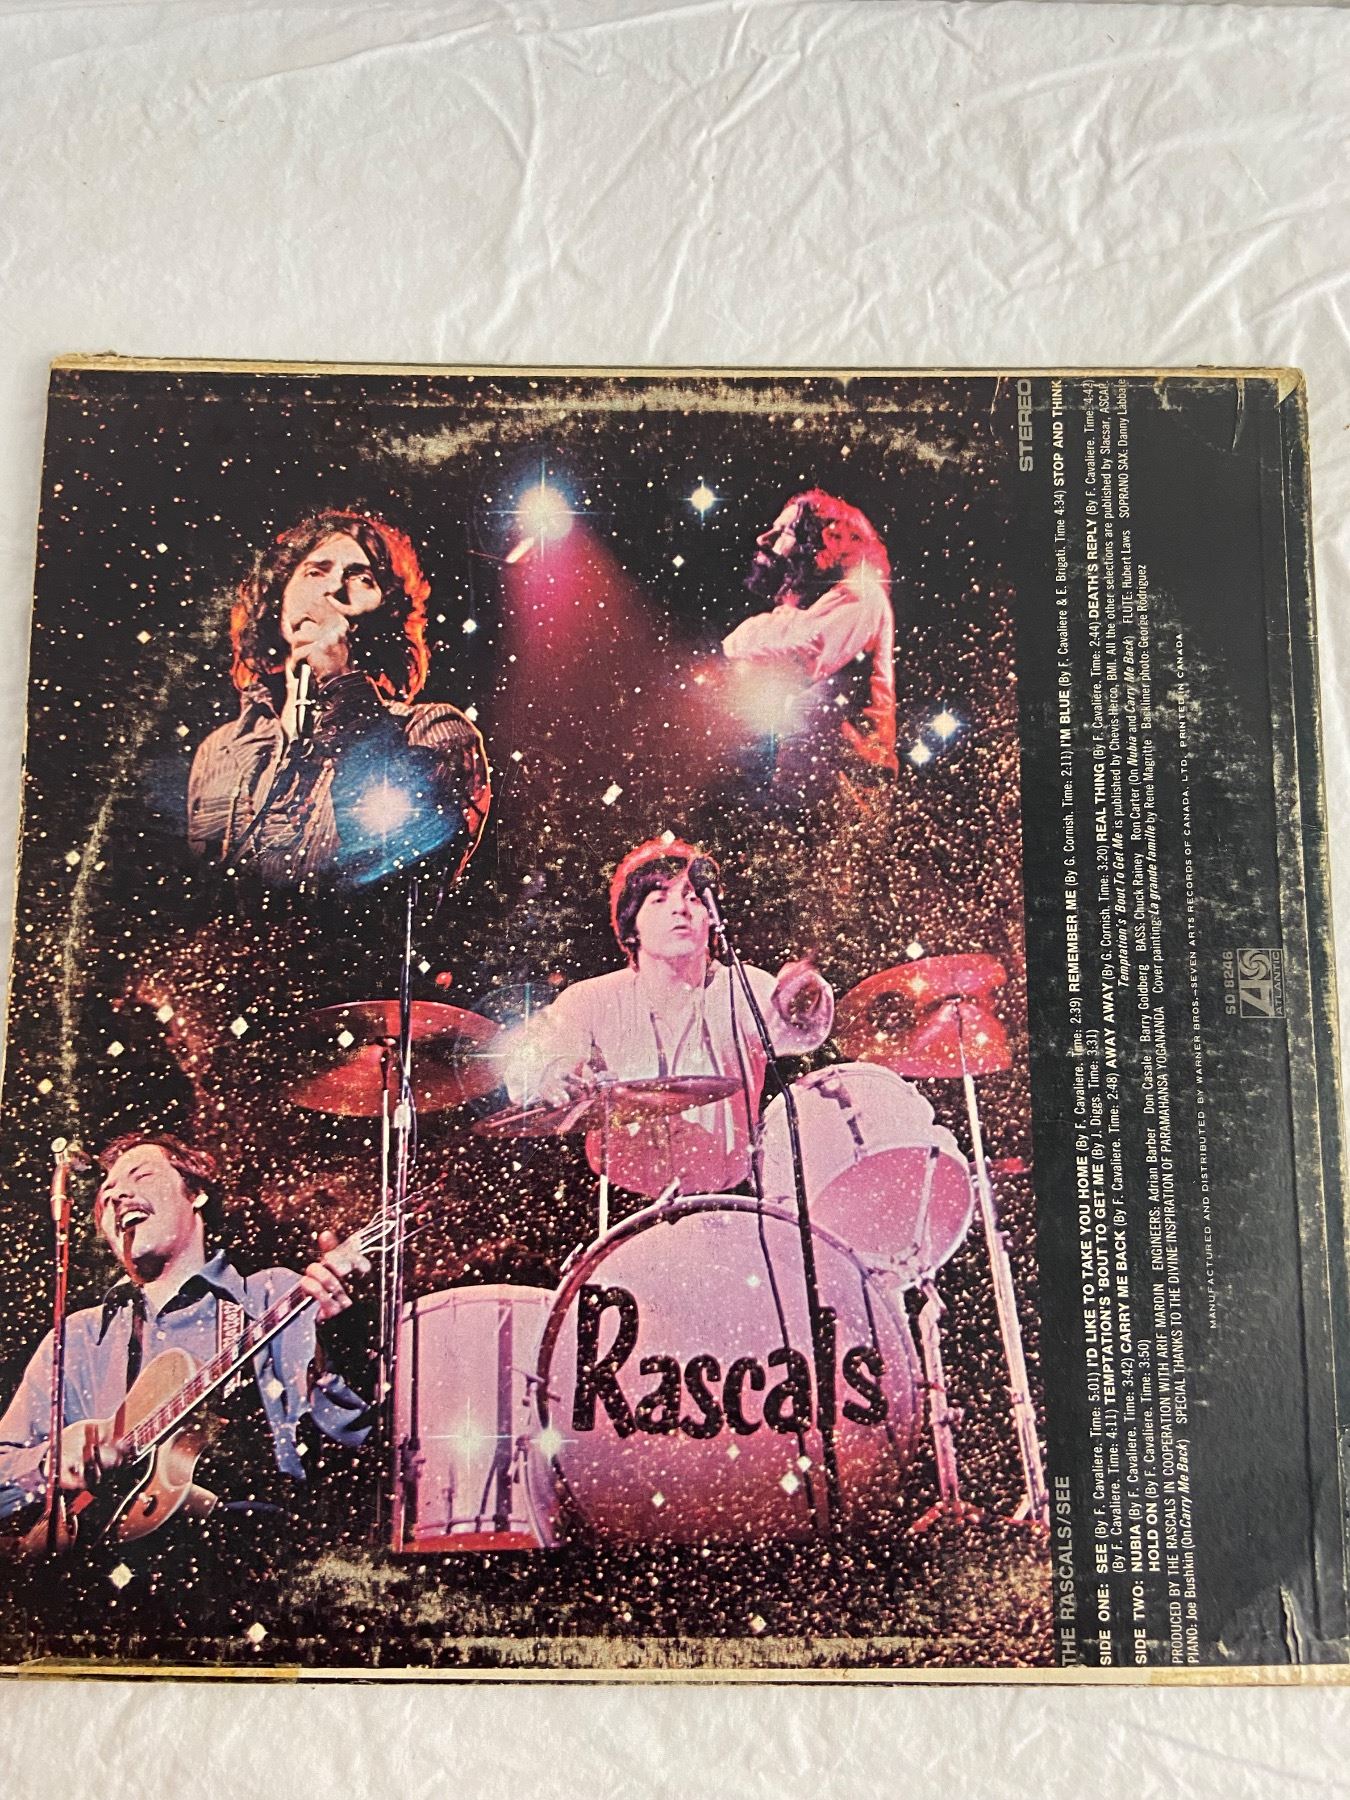 STEREO
THE RASCALS/SEE
SIDE ONE: SEE (By F. Cavaliere. Time: 5:01) I'D LIKE TO TAKE YOU HOME (By F. Cavaliere. Time: 2:39) REMEMBER ME (By G. Cornish. Time: 2:11) I'M BLUE (By F. Cavaliere & E. Brigati. Time 4:34) STOP AND THINK
(By F. Cavaliere. Time: 4:11) TEMPTATION'S 'BOUT TO GET ME (By J. Diggs. Time: 3:31)
SIDE TWO: NUBIA (By F. Cavaliere. Time: 3:42) CARRY ME BACK (By F. Cavaliere. Time: 2:48) AWAY AWAY (By G. Cornish. Time: 3:20) REAL THING (By F. Cavaliere. Time: 2:44) DEATH'S REPLY (By F. Cavaliere. Time: 4:42)
HOLD ON (By F. Cavaliere. Time: 3:50) Temptation's 'Bout To Get Me is published by Chevis-Herco, BMI. All the other selections are published by Slacsar, ASCAP.
PRODUCED BY THE RASCALS IN COOPERATION WITH ARIF MARDIN ENGINEERS: Adrian Barber Don Casale Barry Goldberg BASS: Chuck Rainey Ron Carter (On Nubia and Carry Me Back) FLUTE: Hubert Laws SOPRANO SAX: Danny Labbate
PIANO: Joe Bushkin (On Carry Me Back) SPECIAL THANKS TO THE DIVINE INSPIRATION OF PARAMAHANSA YOGANANDA Cover painting: La grande famille by René Magritte Backliner photo: George Rodriguez
MANUFACTURED AND DISTRIBUTED BY WARNER BROS.–SEVEN ARTS RECORDS OF CANADA, LTD. PRINTED IN CANADA
SD 8246
ATLANTIC
Rascals